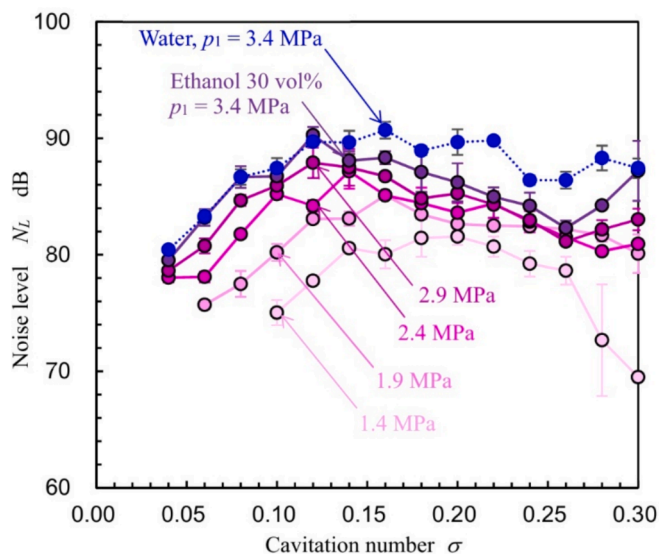 100
90
80
70
60
Noise level N_L dB
Water, p₁ = 3.4 MPa
Ethanol 30 vol%
p₁ = 3.4 MPa
2.9 MPa
2.4 MPa
1.9 MPa
1.4 MPa
0.00 0.05 0.10 0.15 0.20 0.25 0.30
Cavitation number σ